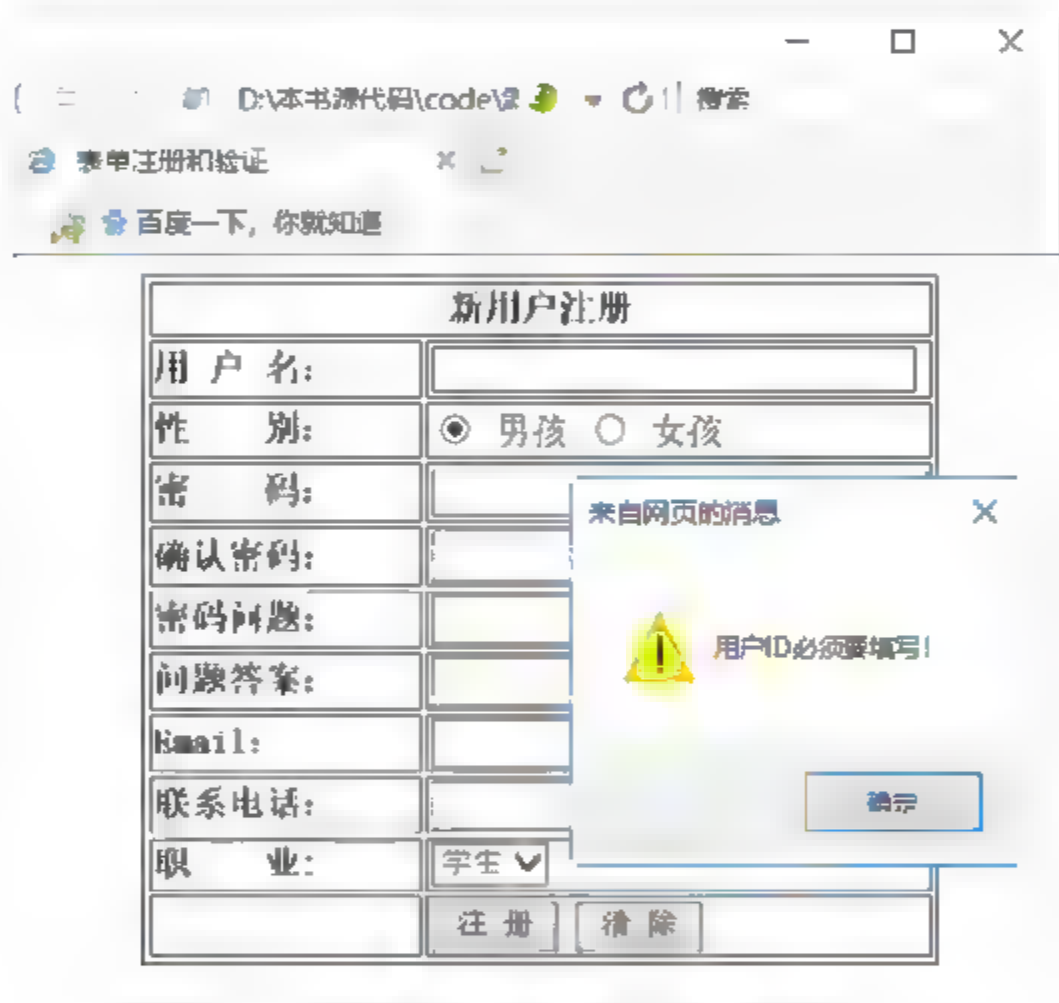 D:\本书源代码\code\ 搜索
表单注册和验证
百度一下，你就知道
新用户注册
用 户 名：
性 别： 男孩 女孩
密 码：
来自网页的消息
确认密码：
密码问题：
用户ID必须要填写！
问题答案：
Email：
联系电话：
确定
职 业： 学生
注 册 清 除